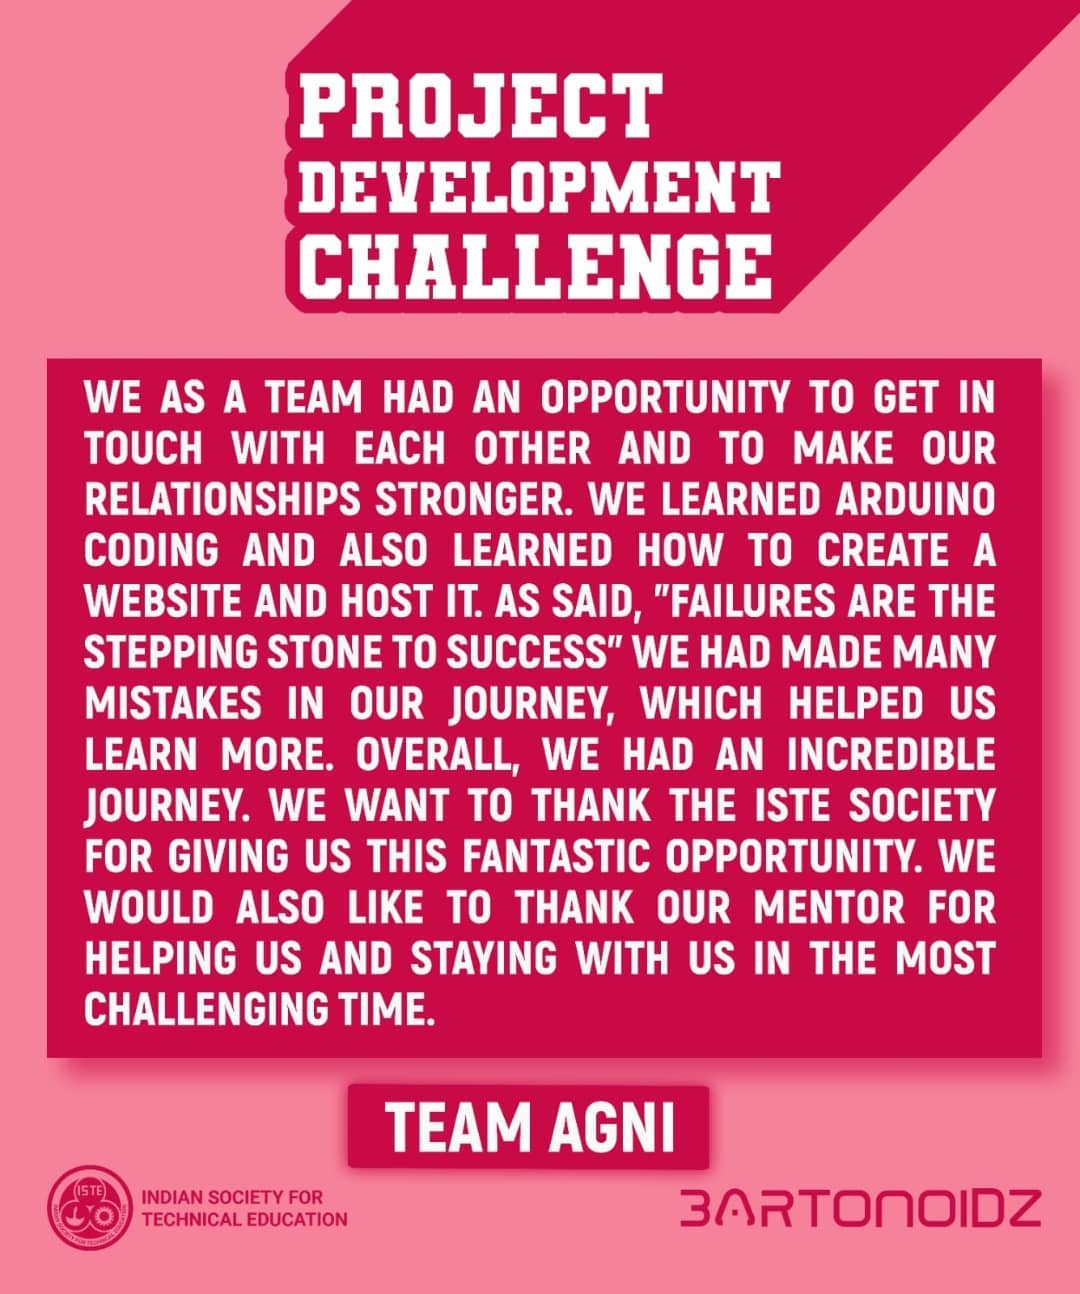 PROJECT
DEVELOPMENT
CHALLENGE
WE AS A TEAM HAD AN OPPORTUNITY TO GET IN
TOUCH WITH EACH OTHER AND TO MAKE OUR
RELATIONSHIPS STRONGER. WE LEARNED ARDUINO
CODING AND ALSO LEARNED HOW TO CREATE A
WEBSITE AND HOST IT. AS SAID, "FAILURES ARE THE
STEPPING STONE TO SUCCESS" WE HAD MADE MANY
MISTAKES IN OUR JOURNEY, WHICH HELPED US
LEARN MORE. OVERALL, WE HAD AN INCREDIBLE
JOURNEY. WE WANT TO THANK THE ISTE SOCIETY
FOR GIVING US THIS FANTASTIC OPPORTUNITY. WE
WOULD ALSO LIKE TO THANK OUR MENTOR FOR
HELPING US AND STAYING WITH US IN THE MOST
CHALLENGING TIME.
TEAM AGNI
ISTE
INDIAN SOCIETY FOR
TECHNICAL EDUCATION
BARTONOIDZ